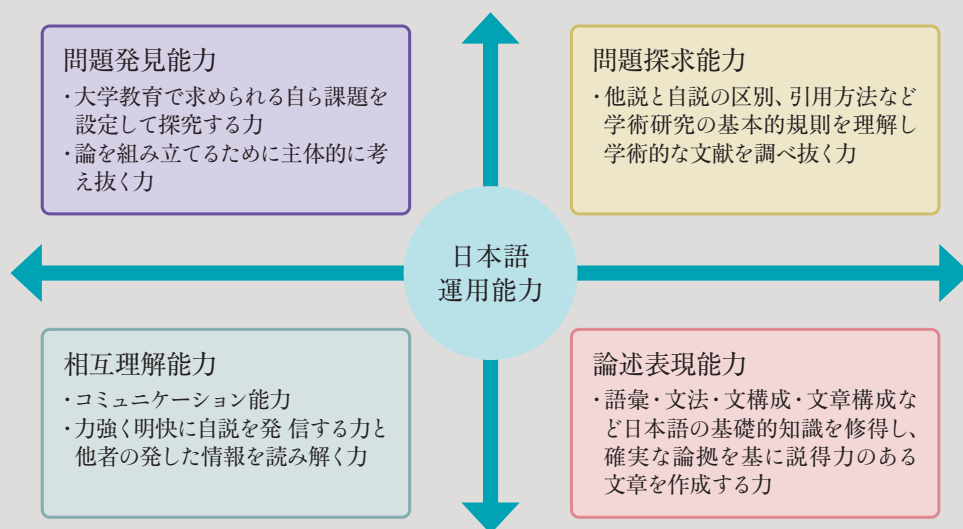 問題発見能力
・大学教育で求められる自ら課題を
設定して探究する力
・論を組み立てるために主体的に考
え抜く力
問題探求能力
・他説と自説の区別、引用方法など
学術研究の基本的規則を理解し
学術的な文献を調べ抜く力
日本語
運用能力
相互理解能力
・コミュニケーション能力
・力強く明快に自説を発 信する力と
他者の発した情報を読み解く力
論述表現能力
・語彙・文法・文構成・文章構成な
ど日本語の基礎的知識を修得し、
確実な論拠を基に説得力のある
文章を作成する力